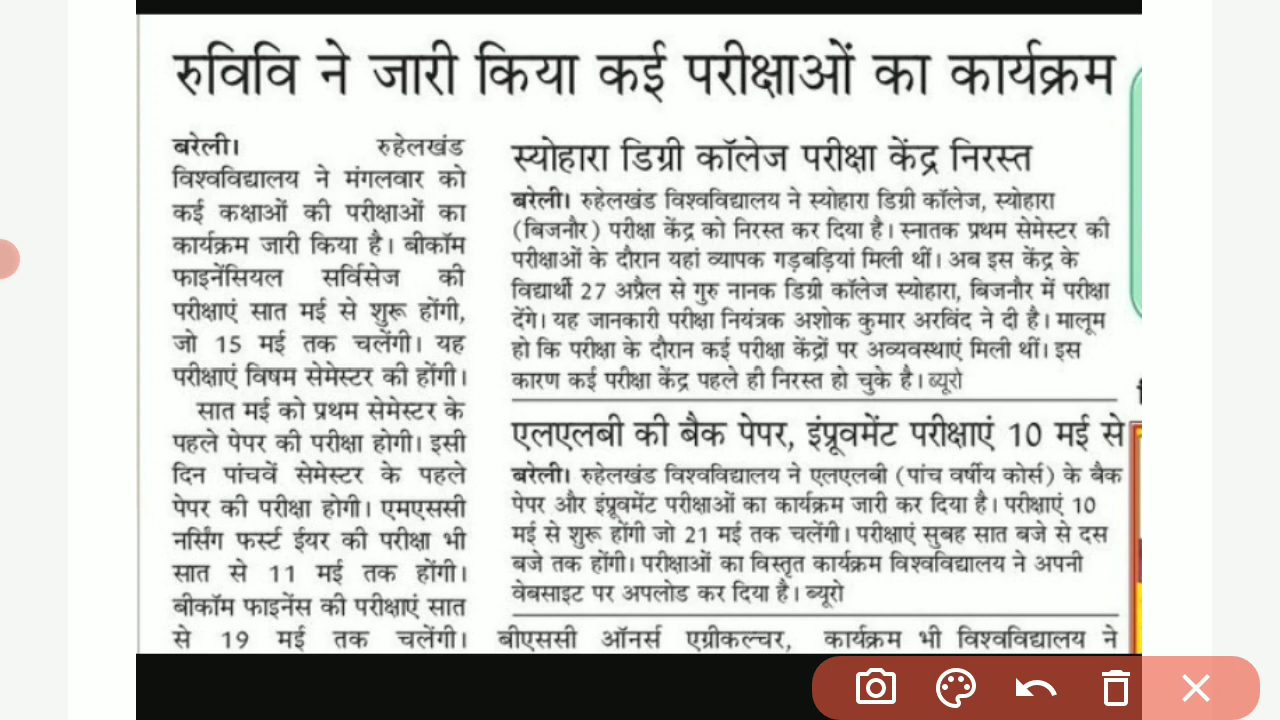 रुविवि ने जारी किया कई परीक्षाओं का कार्यक्रम
बरेली। रुहेलखंड
विश्वविद्यालय ने मंगलवार को
कई कक्षाओं की परीक्षाओं का
कार्यक्रम जारी किया है। बीकॉम
फाइनेंसियल सर्विसेज की
परीक्षाएं सात मई से शुरू होंगी,
जो 15 मई तक चलेंगी। यह
परीक्षाएं विषम सेमेस्टर की होंगी।
सात मई को प्रथम सेमेस्टर के
पहले पेपर की परीक्षा होगी। इसी
दिन पांचवें सेमेस्टर के पहले
पेपर की परीक्षा होगी। एमएससी
नर्सिंग फर्स्ट ईयर की परीक्षा भी
सात से 11 मई तक होंगी।
बीकॉम फाइनेंस की परीक्षाएं सात
से 19 मई तक चलेंगी।
स्योहारा डिग्री कॉलेज परीक्षा केंद्र निरस्त
बरेली। रुहेलखंड विश्वविद्यालय ने स्योहारा डिग्री कॉलेज, स्योहारा
(बिजनौर) परीक्षा केंद्र को निरस्त कर दिया है। स्नातक प्रथम सेमेस्टर की
परीक्षाओं के दौरान यहां व्यापक गड़बड़ियां मिली थीं। अब इस केंद्र के
विद्यार्थी 27 अप्रैल से गुरु नानक डिग्री कॉलेज स्योहारा, बिजनौर में परीक्षा
देंगे। यह जानकारी परीक्षा नियंत्रक अशोक कुमार अरविंद ने दी है। मालूम
हो कि परीक्षा के दौरान कई परीक्षा केंद्रों पर अव्यवस्थाएं मिली थीं। इस
कारण कई परीक्षा केंद्र पहले ही निरस्त हो चुके है। ब्यूरो
एलएलबी की बैक पेपर, इंप्रूवमेंट परीक्षाएं 10 मई से
बरेली। रुहेलखंड विश्वविद्यालय ने एलएलबी (पांच वर्षीय कोर्स) के बैक
पेपर और इंप्रूवमेंट परीक्षाओं का कार्यक्रम जारी कर दिया है। परीक्षाएं 10
मई से शुरू होंगी जो 21 मई तक चलेंगी। परीक्षाएं सुबह सात बजे से दस
बजे तक होंगी। परीक्षाओं का विस्तृत कार्यक्रम विश्वविद्यालय ने अपनी
वेबसाइट पर अपलोड कर दिया है। ब्यूरो
बीएससी ऑनर्स एग्रीकल्चर, कार्यक्रम भी विश्वविद्यालय ने